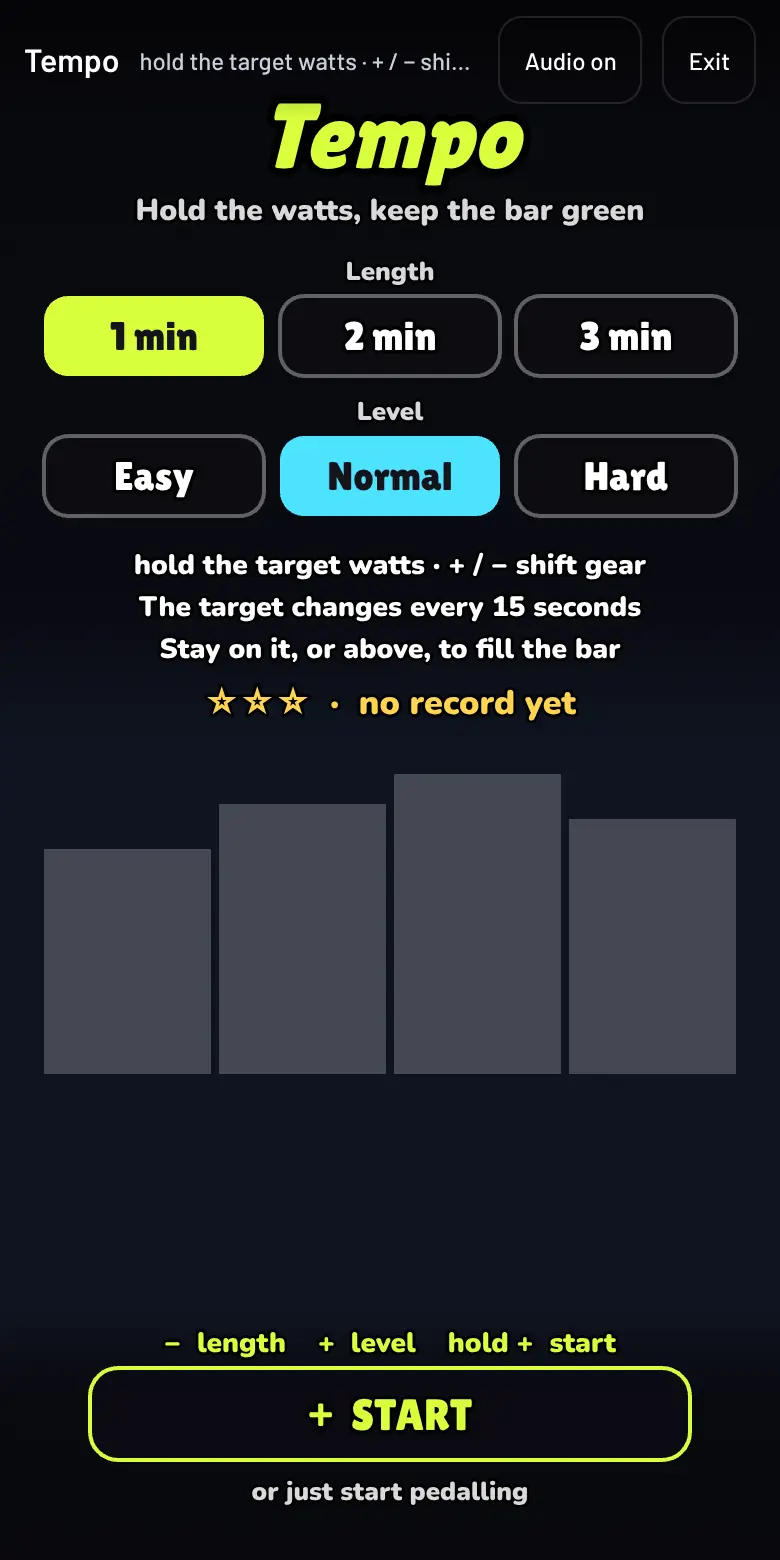 Tempo hold the target watts · + / − shi... Audio on Exit
Tempo
Hold the watts, keep the bar green
Length
1 min 2 min 3 min
Level
Easy Normal Hard
hold the target watts · + / − shift gear
The target changes every 15 seconds
Stay on it, or above, to fill the bar
☆☆☆ · no record yet
− length + level hold + start
+ START
or just start pedalling